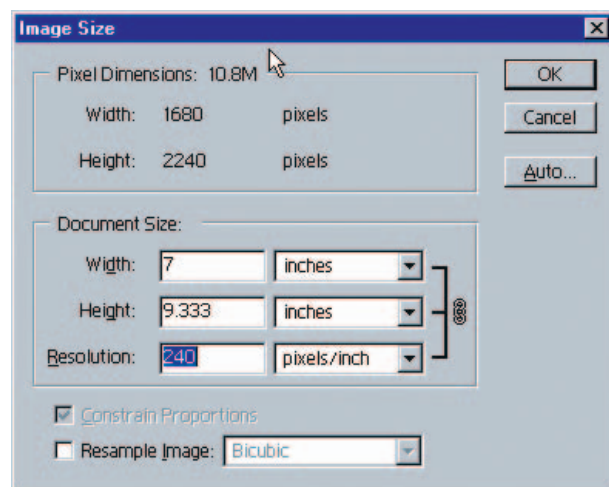 Image Size
Pixel Dimensions: 10.8M
OK
Width: 1680 pixels
Cancel
Height: 2240 pixels
Auto...
Document Size:
Width: 7 inches
Height: 9.333 inches
Resolution: 240 pixels/inch
Constrain Proportions
Resample Image: Bicubic